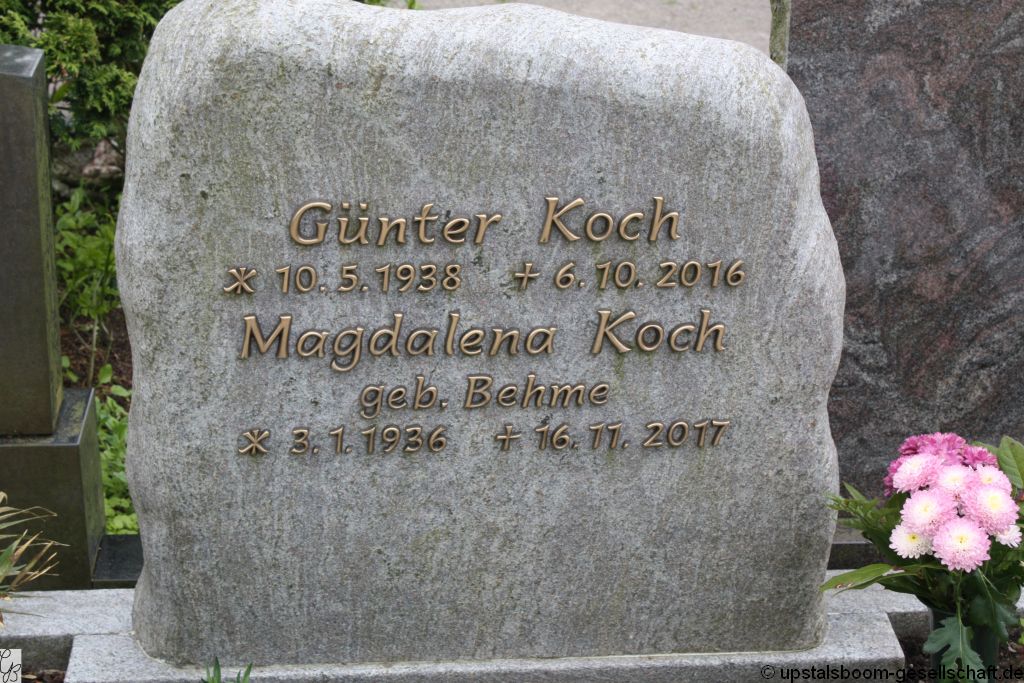 Günter Koch
* 10. 5. 1938 † 6. 10. 2016
Magdalena Koch
geb. Behme
* 3. 1. 1936 † 16. 11. 2017
© upstalsboom-gesellschaft.de